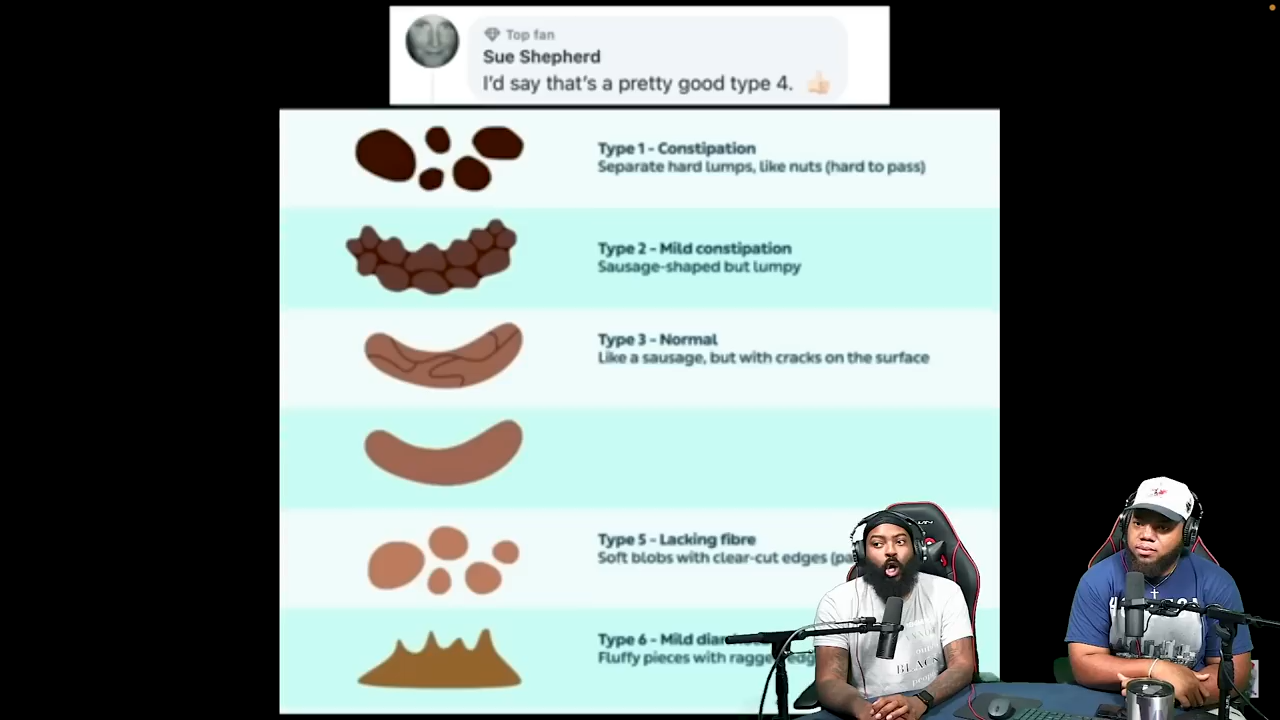 Top fan
Sue Shepherd
I'd say that's a pretty good type 4. 👍🏻
Type 1 - Constipation
Separate hard lumps, like nuts (hard to pass)
Type 2 - Mild constipation
Sausage-shaped but lumpy
Type 3 - Normal
Like a sausage, but with cracks on the surface
Type 5 - Lacking fibre
Soft blobs with clear-cut edges
Type 6 - Mild
Fluffy pieces with
BLACK
people